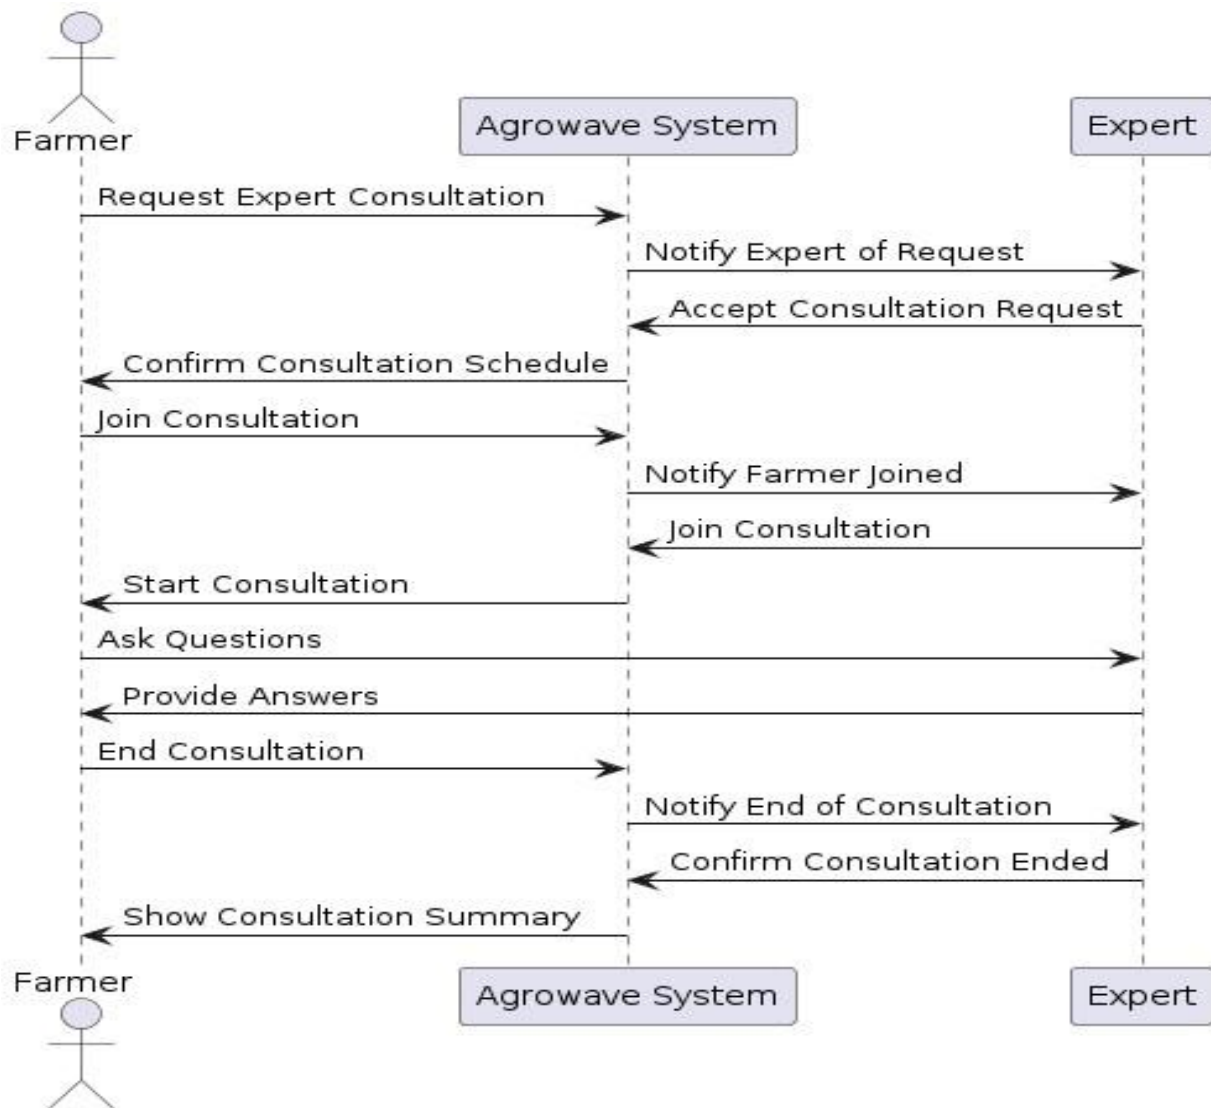 Farmer
Agrowave System
Expert
Request Expert Consultation
Notify Expert of Request
Accept Consultation Request
Confirm Consultation Schedule
Join Consultation
Notify Farmer Joined
Join Consultation
Start Consultation
Ask Questions
Provide Answers
End Consultation
Notify End of Consultation
Confirm Consultation Ended
Show Consultation Summary
Farmer
Agrowave System
Expert